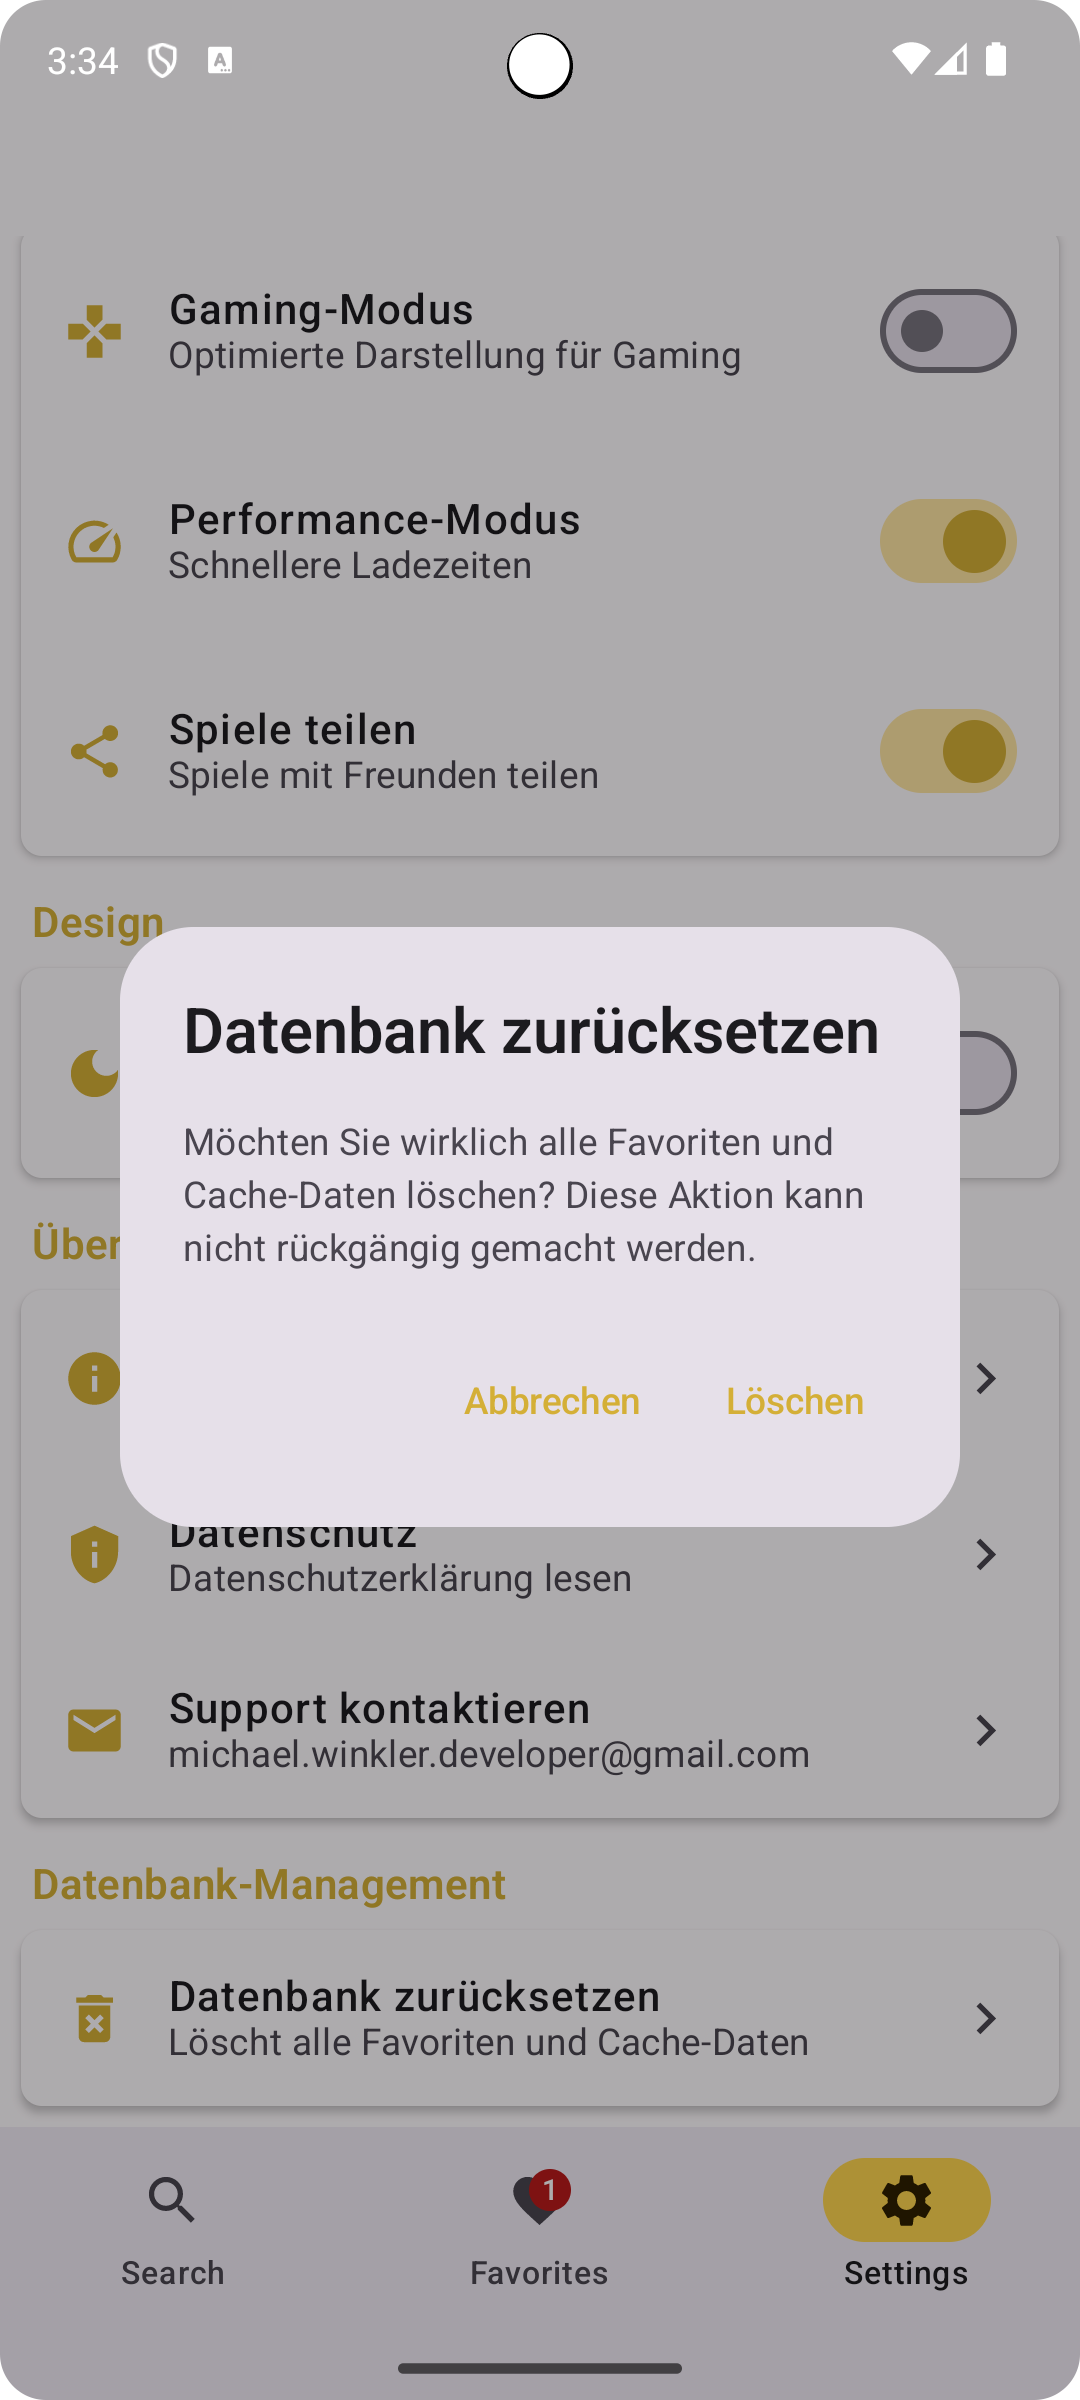 3:34
Gaming-Modus
Optimierte Darstellung für Gaming
Performance-Modus
Schnellere Ladezeiten
Spiele teilen
Spiele mit Freunden teilen
Design
Datenbank zurücksetzen
Möchten Sie wirklich alle Favoriten und
Cache-Daten löschen? Diese Aktion kann
nicht rückgängig gemacht werden.
Abbrechen
Löschen
Über
Datenschutz
Datenschutzerklärung lesen
Support kontaktieren
michael.winkler.developer@gmail.com
Datenbank-Management
Datenbank zurücksetzen
Löscht alle Favoriten und Cache-Daten
1
Search
Favorites
Settings